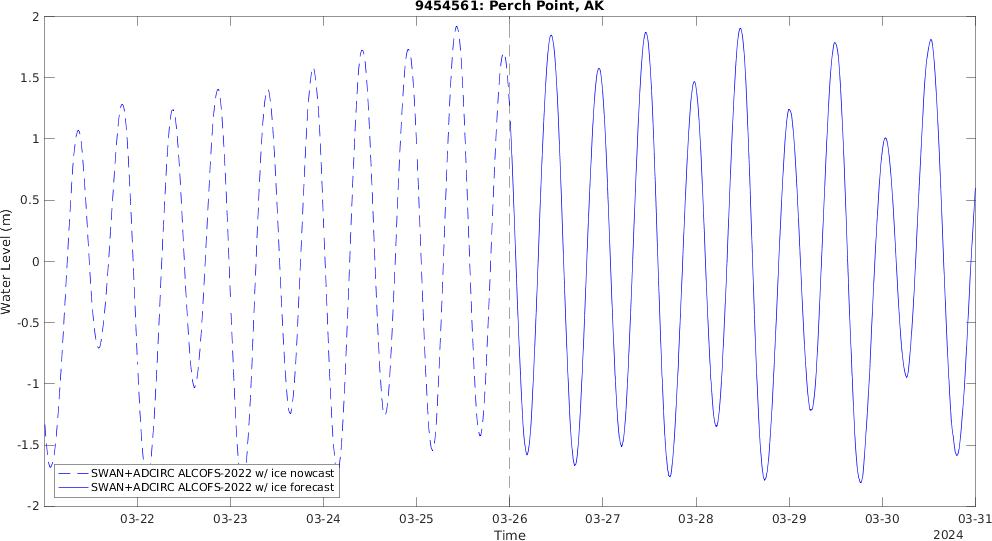 9454561: Perch Point, AK
2
1.5
1
0.5
0
-0.5
-1
-1.5
-2
Water Level (m)
SWAN+ADCIRC ALCOFS-2022 w/ ice nowcast
SWAN+ADCIRC ALCOFS-2022 w/ ice forecast
03-22 03-23 03-24 03-25 03-26 03-27 03-28 03-29 03-30 03-31
Time
2024